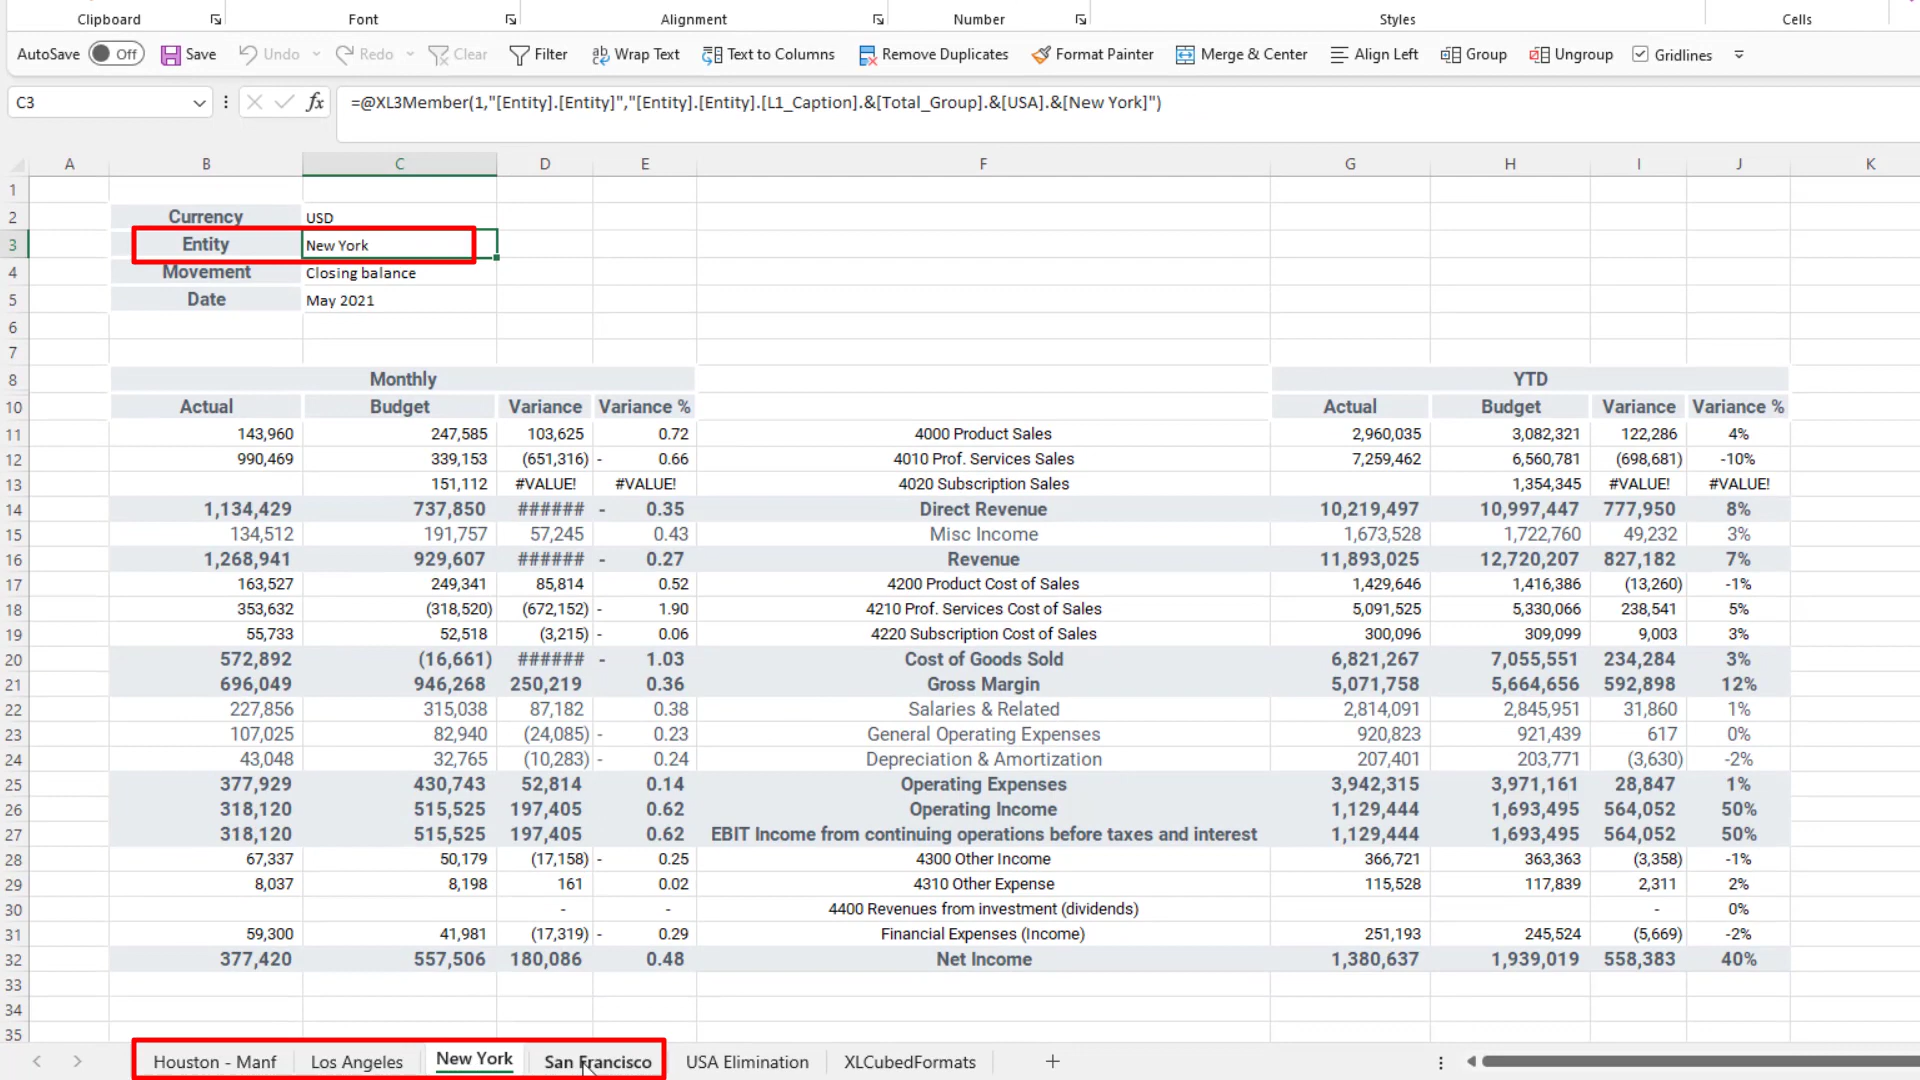 Clipboard Font Alignment Number Styles Cells
AutoSave Off Save Undo Redo Clear Filter Wrap Text Text to Columns Remove Duplicates Format Painter Merge & Center Align Left Group Ungroup Gridlines
C3 fx =@XL3Member(1,"[Entity].[Entity]","[Entity].[Entity].[L1_Caption].&[Total_Group].&[USA].&[New York]")
A B C D E F G H I J K
1
2 Currency USD
3 Entity New York
4 Movement Closing balance
5 Date May 2021
6
7
8 Monthly YTD
10 Actual Budget Variance Variance % Actual Budget Variance Variance %
11 143,960 247,585 103,625 0.72 4000 Product Sales 2,960,035 3,082,321 122,286 4%
12 990,469 339,153 (651,316) - 0.66 4010 Prof. Services Sales 7,259,462 6,560,781 (698,681) -10%
13 151,112 #VALUE! #VALUE! 4020 Subscription Sales 1,354,345 #VALUE! #VALUE!
14 1,134,429 737,850 ###### - 0.35 Direct Revenue 10,219,497 10,997,447 777,950 8%
15 134,512 191,757 57,245 0.43 Misc Income 1,673,528 1,722,760 49,232 3%
16 1,268,941 929,607 ###### - 0.27 Revenue 11,893,025 12,720,207 827,182 7%
17 163,527 249,341 85,814 0.52 4200 Product Cost of Sales 1,429,646 1,416,386 (13,260) -1%
18 353,632 (318,520) (672,152) - 1.90 4210 Prof. Services Cost of Sales 5,091,525 5,330,066 238,541 5%
19 55,733 52,518 (3,215) - 0.06 4220 Subscription Cost of Sales 300,096 309,099 9,003 3%
20 572,892 (16,661) ###### - 1.03 Cost of Goods Sold 6,821,267 7,055,551 234,284 3%
21 696,049 946,268 250,219 0.36 Gross Margin 5,071,758 5,664,656 592,898 12%
22 227,856 315,038 87,182 0.38 Salaries & Related 2,814,091 2,845,951 31,860 1%
23 107,025 82,940 (24,085) - 0.23 General Operating Expenses 920,823 921,439 617 0%
24 43,048 32,765 (10,283) - 0.24 Depreciation & Amortization 207,401 203,771 (3,630) -2%
25 377,929 430,743 52,814 0.14 Operating Expenses 3,942,315 3,971,161 28,847 1%
26 318,120 515,525 197,405 0.62 Operating Income 1,129,444 1,693,495 564,052 50%
27 318,120 515,525 197,405 0.62 EBIT Income from continuing operations before taxes and interest 1,129,444 1,693,495 564,052 50%
28 67,337 50,179 (17,158) - 0.25 4300 Other Income 366,721 363,363 (3,358) -1%
29 8,037 8,198 161 0.02 4310 Other Expense 115,528 117,839 2,311 2%
30 - - 4400 Revenues from investment (dividends) - 0%
31 59,300 41,981 (17,319) - 0.29 Financial Expenses (Income) 251,193 245,524 (5,669) -2%
32 377,420 557,506 180,086 0.48 Net Income 1,380,637 1,939,019 558,383 40%
33
34
35
Houston - Manf Los Angeles New York San Francisco USA Elimination XLCubedFormats